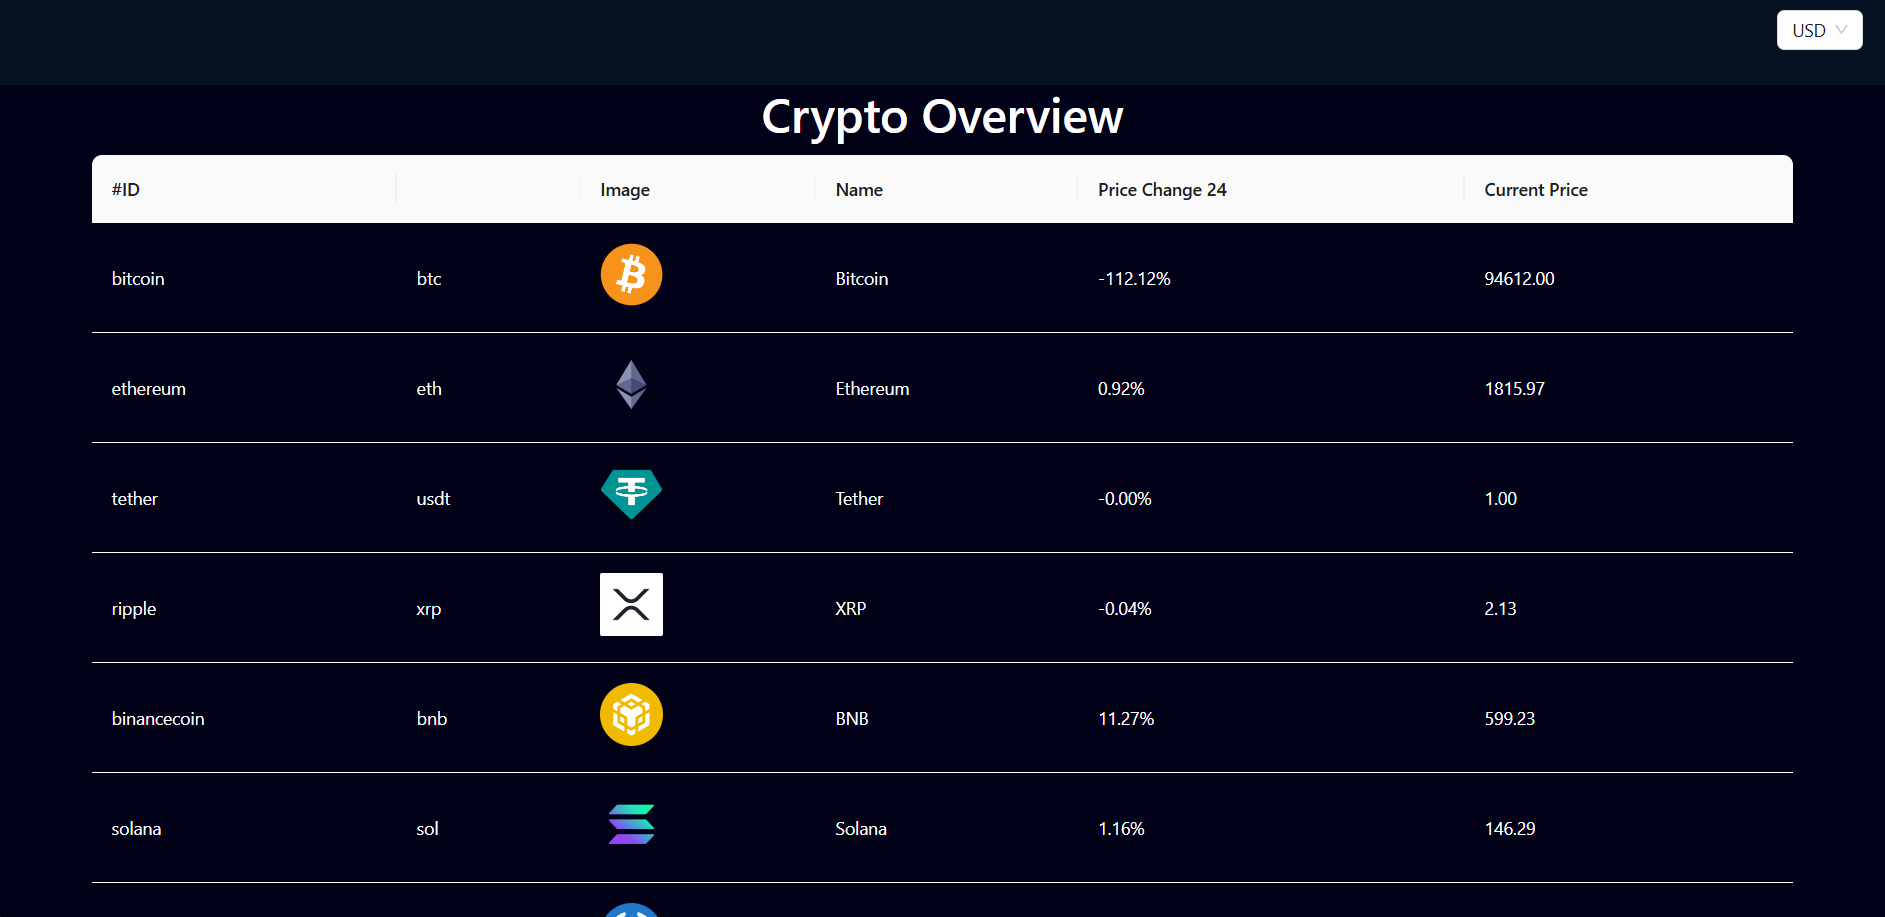 USD
Crypto Overview
#ID Image Name Price Change 24 Current Price
bitcoin btc Bitcoin -112.12% 94612.00
ethereum eth Ethereum 0.92% 1815.97
tether usdt Tether -0.00% 1.00
ripple xrp XRP -0.04% 2.13
binancecoin bnb BNB 11.27% 599.23
solana sol Solana 1.16% 146.29